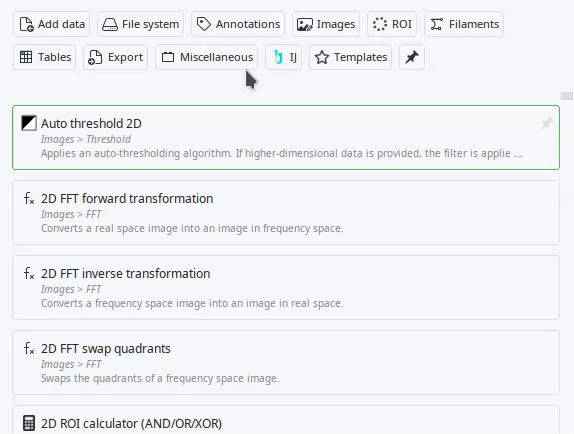 Add data File system Annotations Images ROI Filaments
Tables Export Miscellaneous IJ Templates
Auto threshold 2D
Images > Threshold
Applies an auto-thresholding algorithm. If higher-dimensional data is provided, the filter is applie ...
2D FFT forward transformation
Images > FFT
Converts a real space image into an image in frequency space.
2D FFT inverse transformation
Images > FFT
Converts a frequency space image into an image in real space.
2D FFT swap quadrants
Images > FFT
Swaps the quadrants of a frequency space image.
2D ROI calculator (AND/OR/XOR)